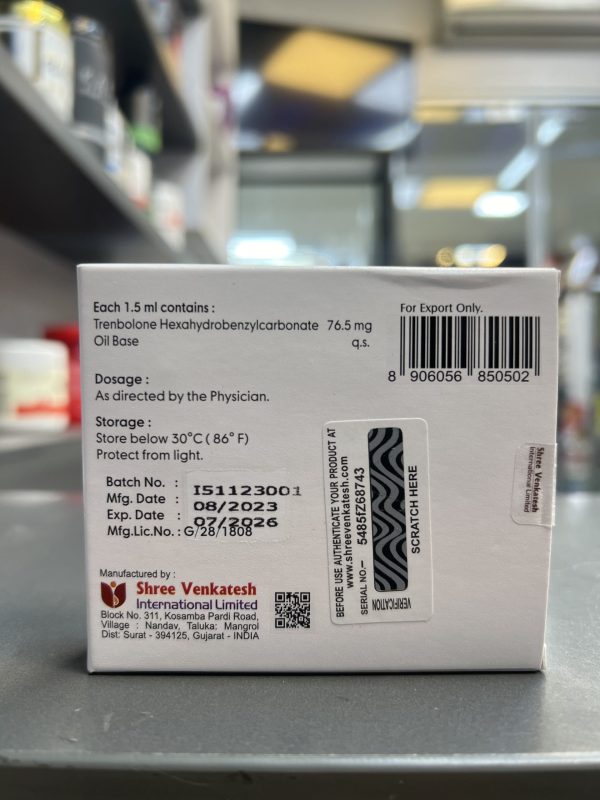 Each 1.5 ml contains :
Trenbolone Hexahydrobenzylcarbonate 76.5 mg
Oil Base q.s.
For Export Only.
8 906056 850502
Dosage :
As directed by the Physician.
Storage :
Store below 30°C ( 86° F)
Protect from light.
Batch No. : I51123001
Mfg. Date : 08/2023
Exp. Date : 07/2026
Mfg.Lic.No. : G/28/1808
BEFORE USE AUTHENTICATE YOUR PRODUCT AT
www.shreevenkatesh.com
SERIAL NO.– 5485fZ68743
SCRATCH HERE
VERIFICATION
Shree Venkatesh
International Limited
Manufactured by :
Shree Venkatesh
International Limited
Block No. 311, Kosamba Pardi Road,
Village : Nandav, Taluka: Mangrol
Dist: Surat - 394125, Gujarat - INDIA